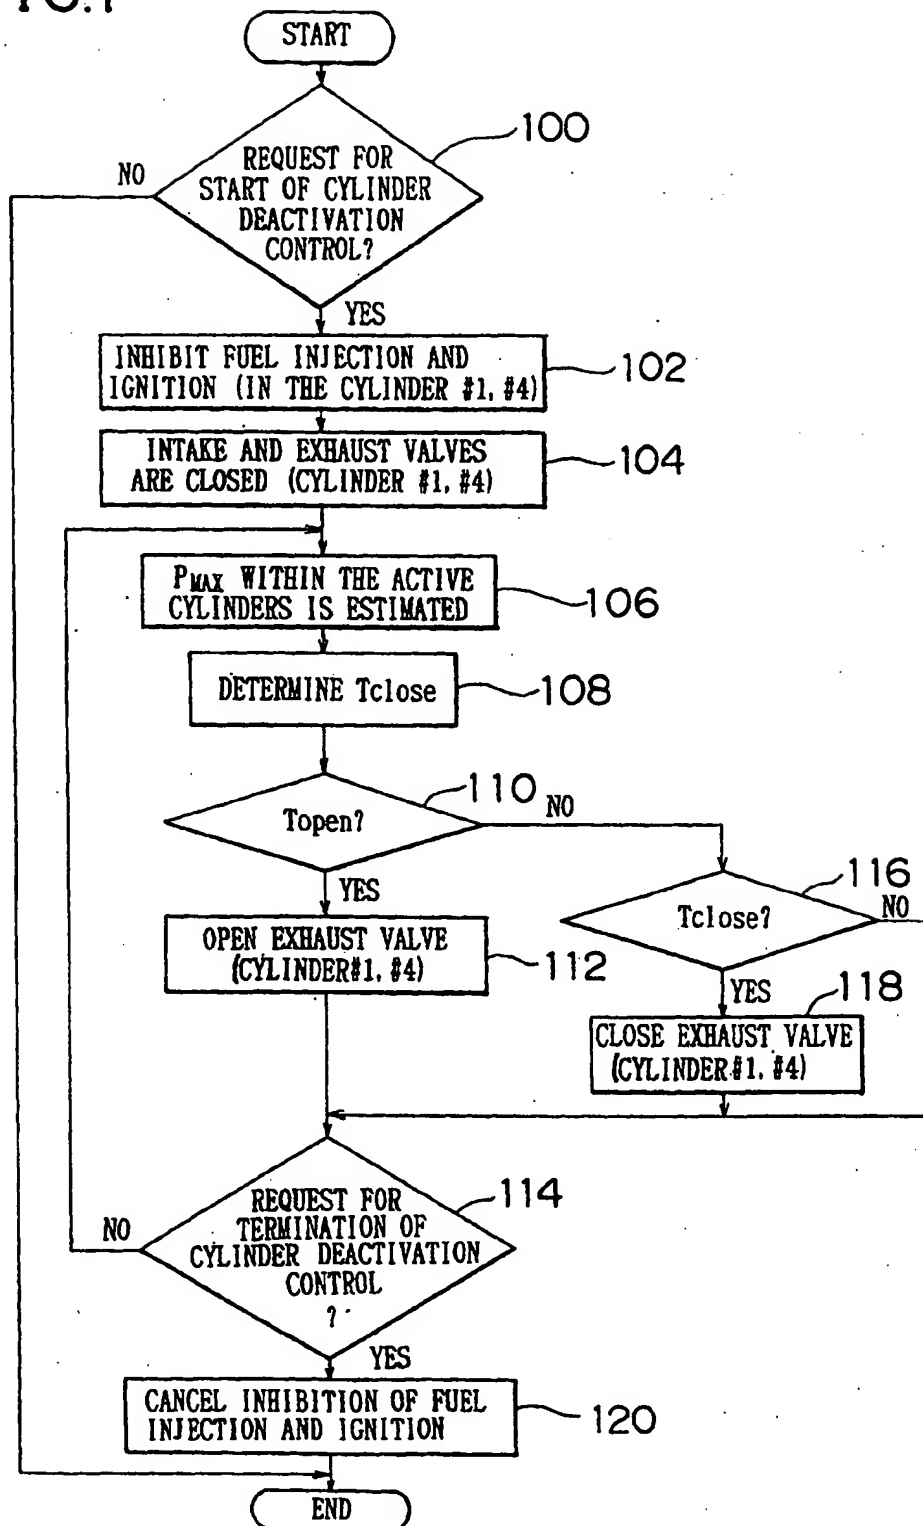 START
100
REQUEST FOR
START OF CYLINDER
DEACTIVATION
CONTROL?
NO
YES
INHIBIT FUEL INJECTION AND
IGNITION (IN THE CYLINDER #1, #4)
102
INTAKE AND EXHAUST VALVES
ARE CLOSED (CYLINDER #1, #4)
104
PMAX WITHIN THE ACTIVE
CYLINDERS IS ESTIMATED
106
DETERMINE Tclose
108
Topen?
110
NO
YES
OPEN EXHAUST VALVE
(CYLINDER#1, #4)
112
Tclose?
116
NO
YES
118
CLOSE EXHAUST VALVE
(CYLINDER#1, #4)
REQUEST FOR
TERMINATION OF
CYLINDER DEACTIVATION
CONTROL
?
114
NO
YES
CANCEL INHIBITION OF FUEL
INJECTION AND IGNITION
120
END